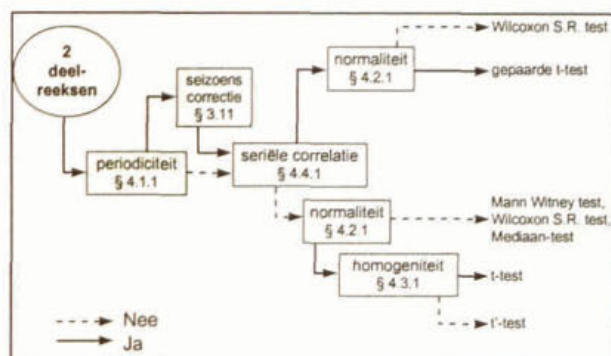 2
deel-
reeksen
periodiciteit
§ 4.1.1
seizoens
correctie
§ 3.11
seriële correlatie
§ 4.4.1
normaliteit
§ 4.2.1
Wilcoxon S.R. test
gepaarde t-test
normaliteit
§ 4.2.1
Mann Witney test,
Wilcoxon S.R. test,
Mediaan-test
homogeniteit
§ 4.3.1
t-test
t'-test
Nee
Ja